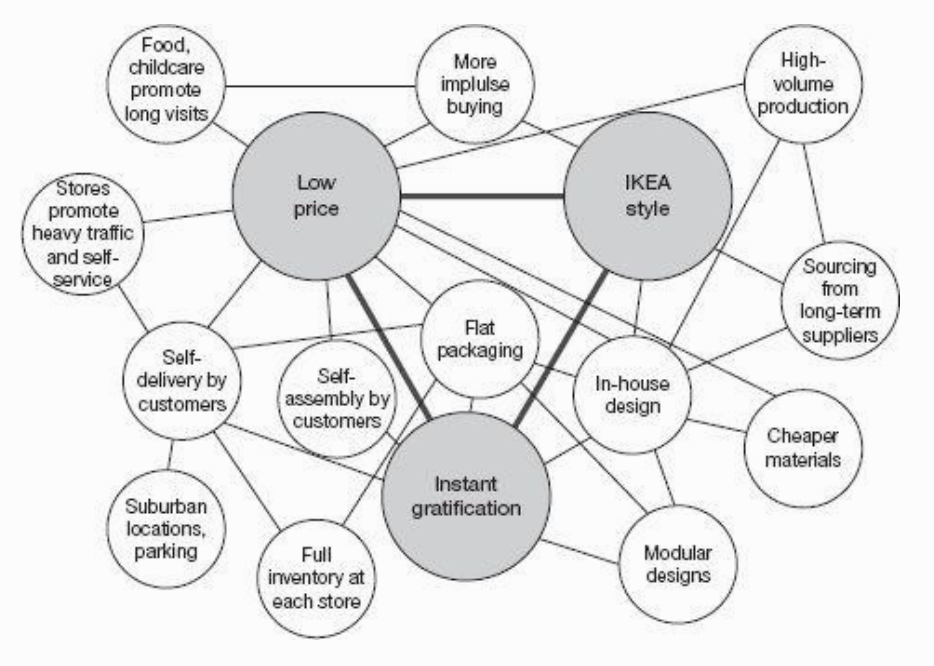 Food,
childcare
promote
long visits
More
implulse
buying
High-
volume
production
Low
price
IKEA
style
Stores
promote
heavy traffic
and self-
service
Sourcing
from
long-term
suppliers
Flat
packaging
Self-
delivery by
customers
Self-
assembly by
customers
In-house
design
Cheaper
materials
Instant
gratification
Suburban
locations,
parking
Full
inventory at
each store
Modular
designs